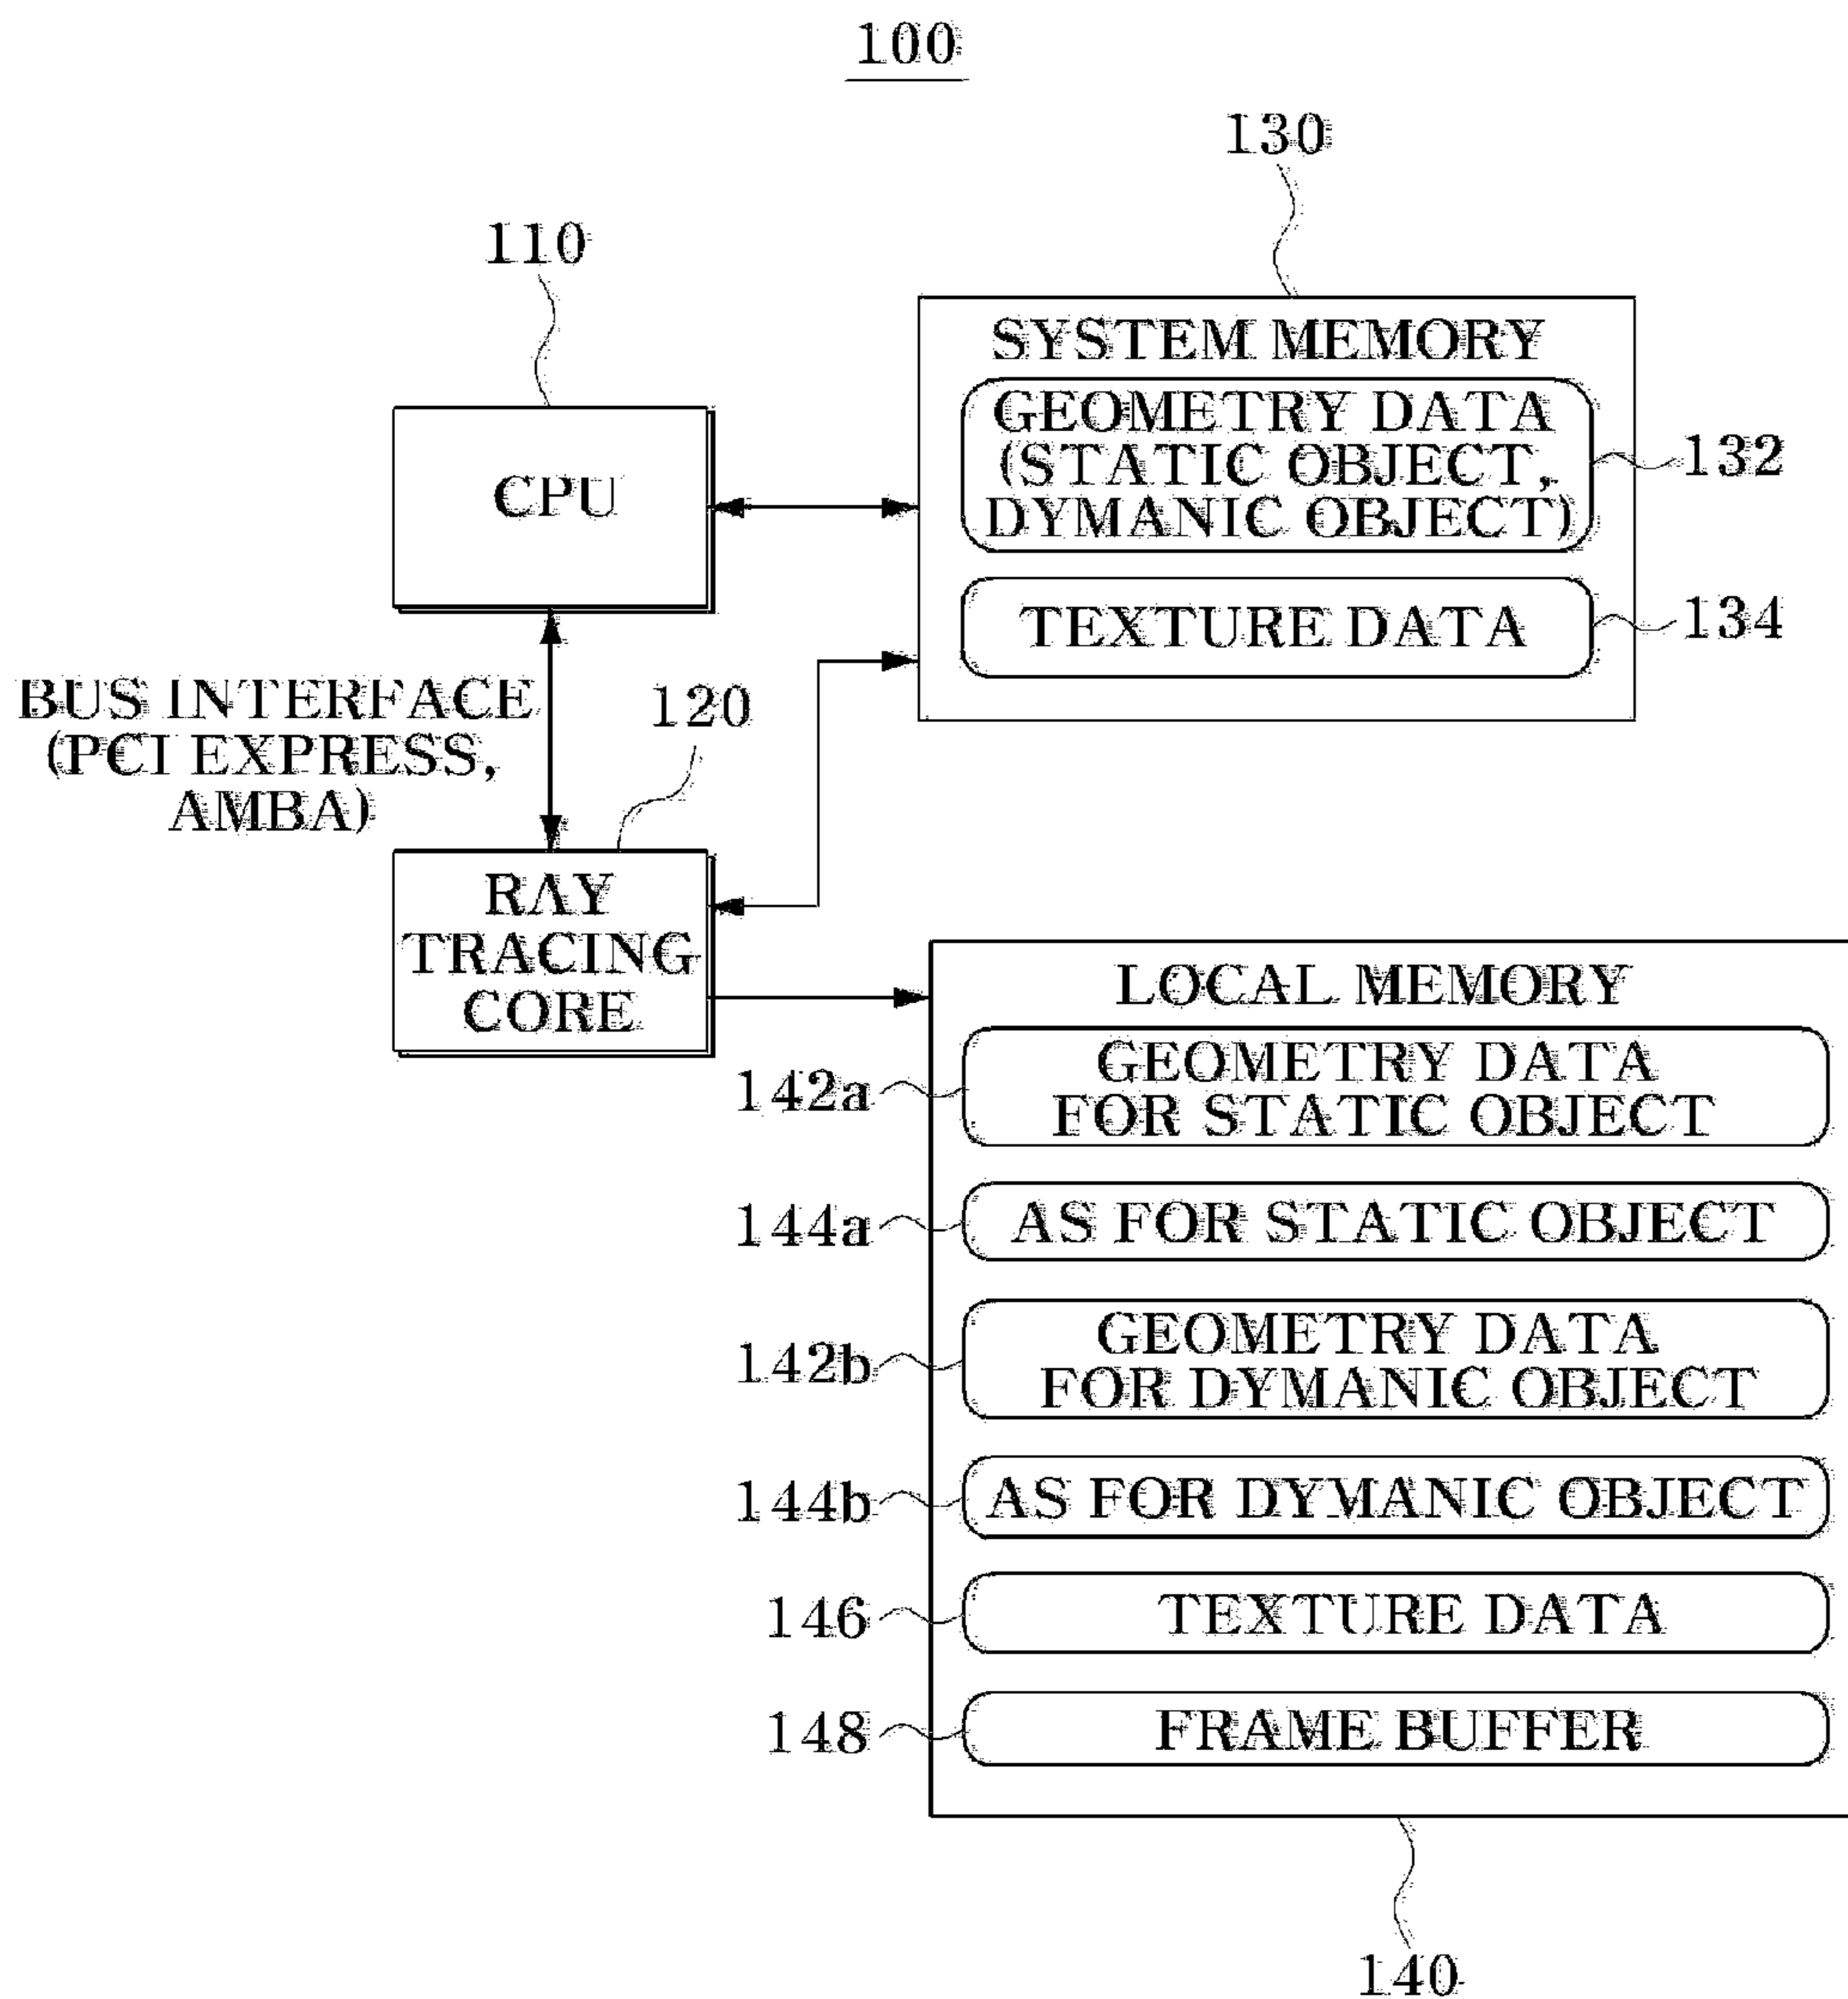 100
130
110
SYSTEM MEMORY
GEOMETRY DATA
(STATIC OBJECT,
DYMANIC OBJECT)
132
CPU
TEXTURE DATA
134
BUS INTERFACE
(PCI EXPRESS,
AMBA)
120
RAY
TRACING
CORE
LOCAL MEMORY
142a
GEOMETRY DATA
FOR STATIC OBJECT
144a
AS FOR STATIC OBJECT
142b
GEOMETRY DATA
FOR DYMANIC OBJECT
144b
AS FOR DYMANIC OBJECT
146
TEXTURE DATA
148
FRAME BUFFER
140